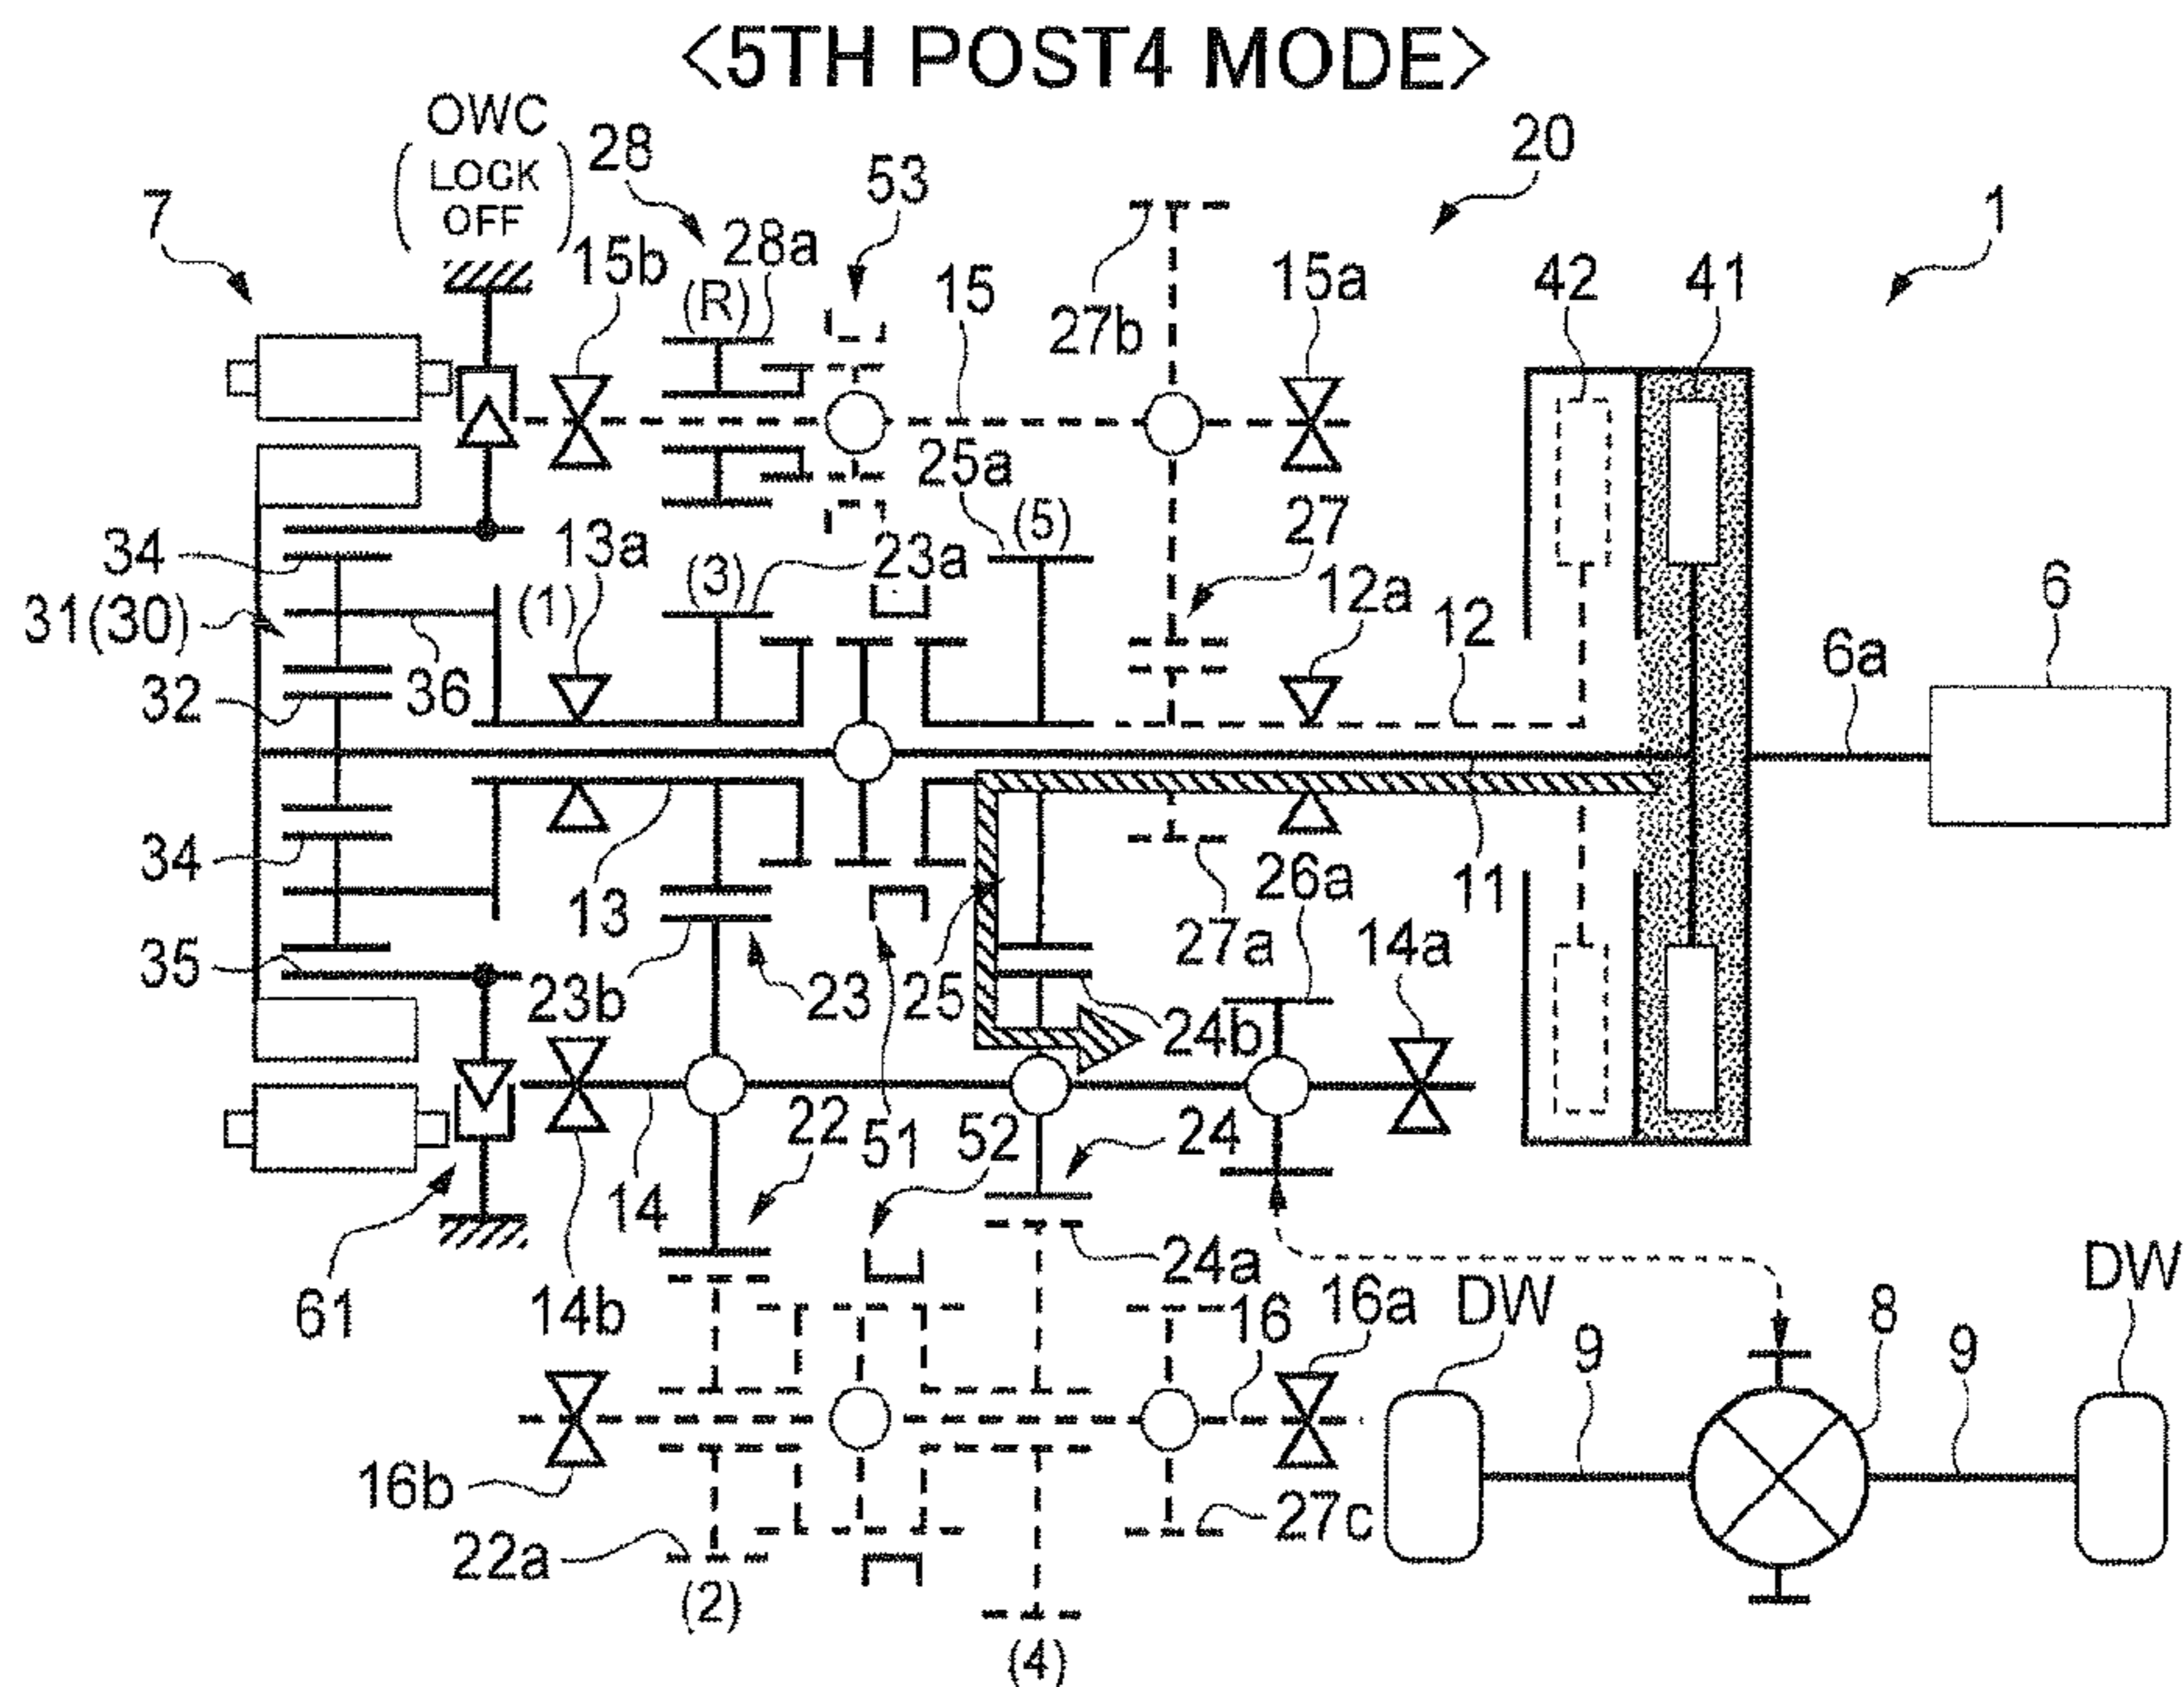 <5TH POST4 MODE>
OWC
LOCK
OFF
28
53
20
7
1
15b
28a
(R)
15
27b
15a
42
41
25a
(5)
27
34
13a
(3)
23a
12a
12
6
31(30)
(1)
6a
32
36
34
13
26a
11
35
23b
23
25
27a
14a
24b
22
51
52
24
14
61
14b
24a
16
16a
DW
8
DW
9
9
16b
27c
22a
(2)
(4)